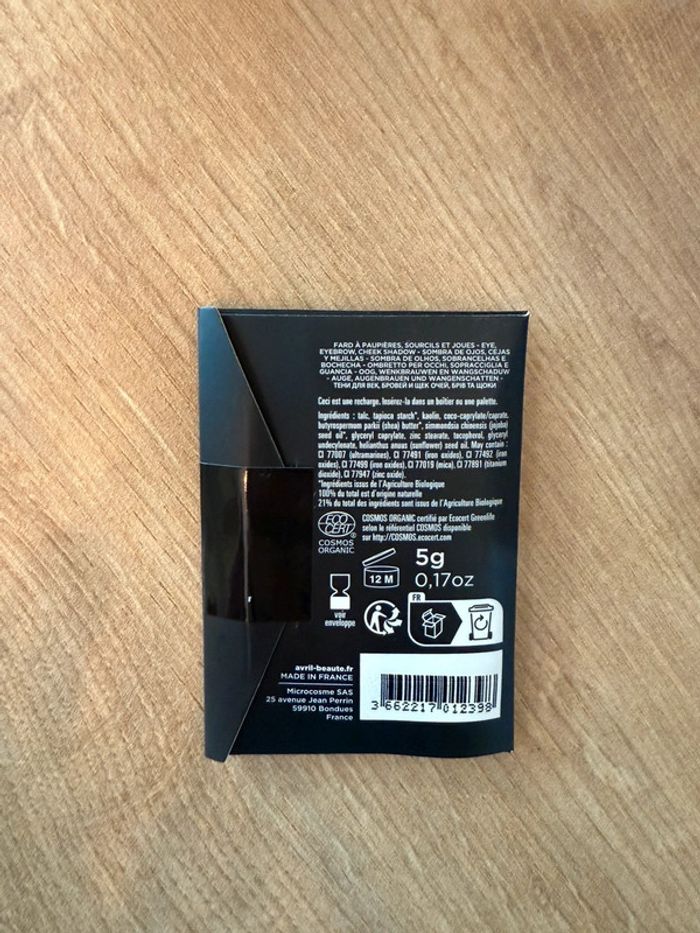 FARD À PAUPIÈRES, SOURCILS ET JOUES - EYE,
EYEBROW, CHEEK SHADOW - SOMBRA DE OJOS, CEJAS
Y MEJILLAS - SOMBRA DE OLHOS, SOBRANCELHAS E
BOCHECHA - OMBRETTO PER OCCHI, SOPRACCIGLIA E
GUANCIA - OOG, WENKBRAUWEN EN WANGSCHADUW
- AUGE, AUGENBRAUEN UND WANGENSCHATTEN -
ТЕНИ ДЛЯ ВЕК, БРОВЕЙ И ЩЕК ОЧЕЙ, БРІВ ТА ЩОКИ
Ceci est une recharge. Insérez-la dans un boitier ou une palette.
Ingrédients : talc, tapioca starch*, kaolin, coco-caprylate/caprate,
butyrospermum parkii (shea) butter*, simmondsia chinensis (jojoba)
seed oil*, glyceryl caprylate, zinc stearate, tocopherol, glyceryl
undecylenate, helianthus annus (sunflower) seed oil. May contain :
CI 77007 (ultramarines), CI 77491 (iron oxides), CI 77492 (iron
oxides), CI 77499 (iron oxides), CI 77019 (mica), CI 77891 (titanium
dioxide), CI 77947 (zinc oxide).
*Ingrédients issus de l'Agriculture Biologique
100% du total est d'origine naturelle
21% du total des ingrédients sont issus de l'Agriculture Biologique
ECO
CERT
®
COSMOS
ORGANIC
COSMOS ORGANIC certifié par Ecocert Greenlife
selon le référentiel COSMOS disponible
sur http://COSMOS.ecocert.com
12 M
5g
0,17oz
voir
enveloppe
FR
avril-beaute.fr
MADE IN FRANCE
Microcosme SAS
25 avenue Jean Perrin
59910 Bondues
France
3 662217 012398